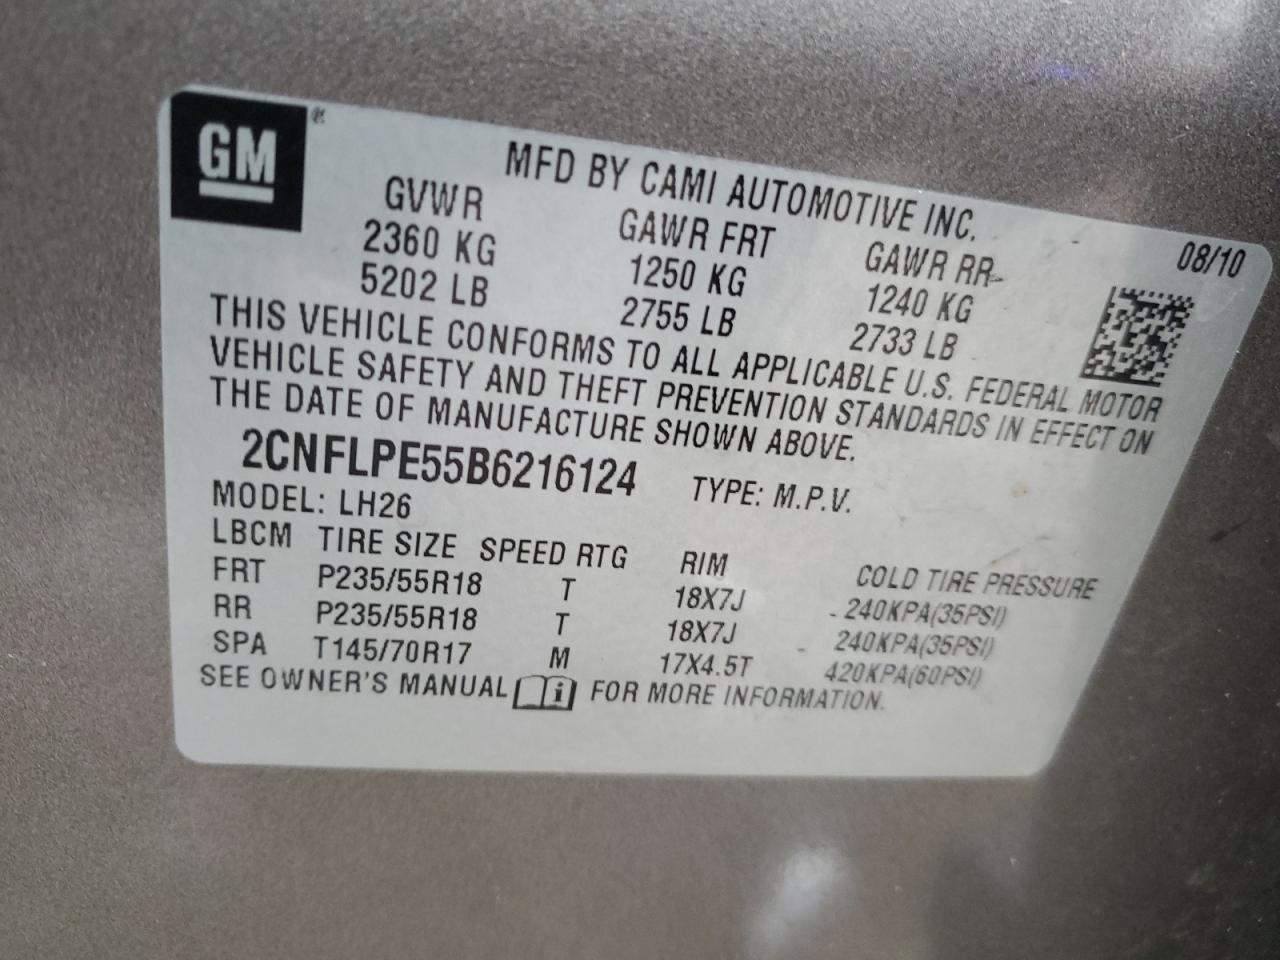 GM ®
MFD BY CAMI AUTOMOTIVE INC.
08/10
GVWR GAWR FRT GAWR RR
2360 KG 1250 KG 1240 KG
5202 LB 2755 LB 2733 LB
THIS VEHICLE CONFORMS TO ALL APPLICABLE U.S. FEDERAL MOTOR
VEHICLE SAFETY AND THEFT PREVENTION STANDARDS IN EFFECT ON
THE DATE OF MANUFACTURE SHOWN ABOVE.
2CNFLPE55B6216124 TYPE: M.P.V.
MODEL: LH26
LBCM TIRE SIZE SPEED RTG RIM COLD TIRE PRESSURE
FRT P235/55R18 T 18X7J 240KPA(35PSI)
RR P235/55R18 T 18X7J 240KPA(35PSI)
SPA T145/70R17 M 17X4.5T 420KPA(60PSI)
SEE OWNER'S MANUAL i FOR MORE INFORMATION.